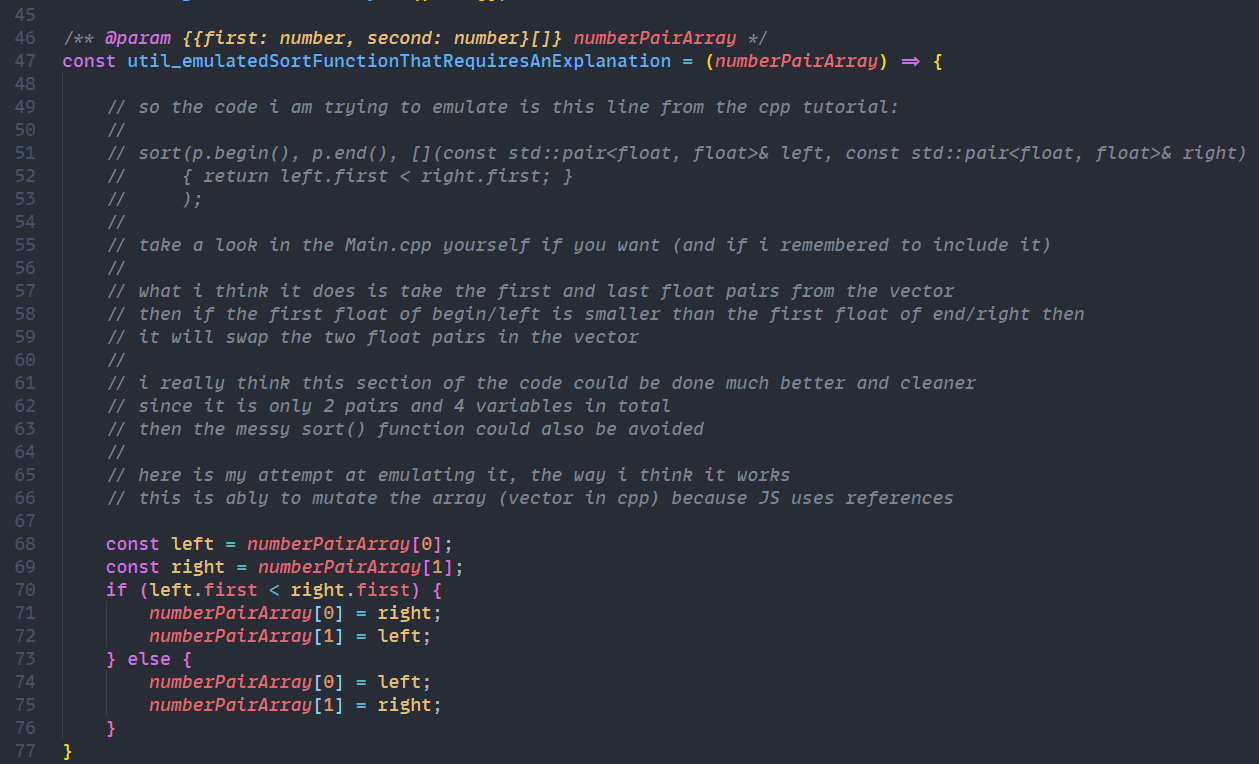 45
46 /** @param {{first: number, second: number}[]} numberPairArray */
47 const util_emulatedSortFunctionThatRequiresAnExplanation = (numberPairArray) => {
48
49 // so the code i am trying to emulate is this line from the cpp tutorial:
50 //
51 // sort(p.begin(), p.end(), [](const std::pair<float, float>& left, const std::pair<float, float>& right)
52 //     { return left.first < right.first; }
53 //     );
54 //
55 // take a look in the Main.cpp yourself if you want (and if i remembered to include it)
56 //
57 // what i think it does is take the first and last float pairs from the vector
58 // then if the first float of begin/left is smaller than the first float of end/right then
59 // it will swap the two float pairs in the vector
60 //
61 // i really think this section of the code could be done much better and cleaner
62 // since it is only 2 pairs and 4 variables in total
63 // then the messy sort() function could also be avoided
64 //
65 // here is my attempt at emulating it, the way i think it works
66 // this is ably to mutate the array (vector in cpp) because JS uses references
67
68 const left = numberPairArray[0];
69 const right = numberPairArray[1];
70 if (left.first < right.first) {
71 numberPairArray[0] = right;
72 numberPairArray[1] = left;
73 } else {
74 numberPairArray[0] = left;
75 numberPairArray[1] = right;
76 }
77 }